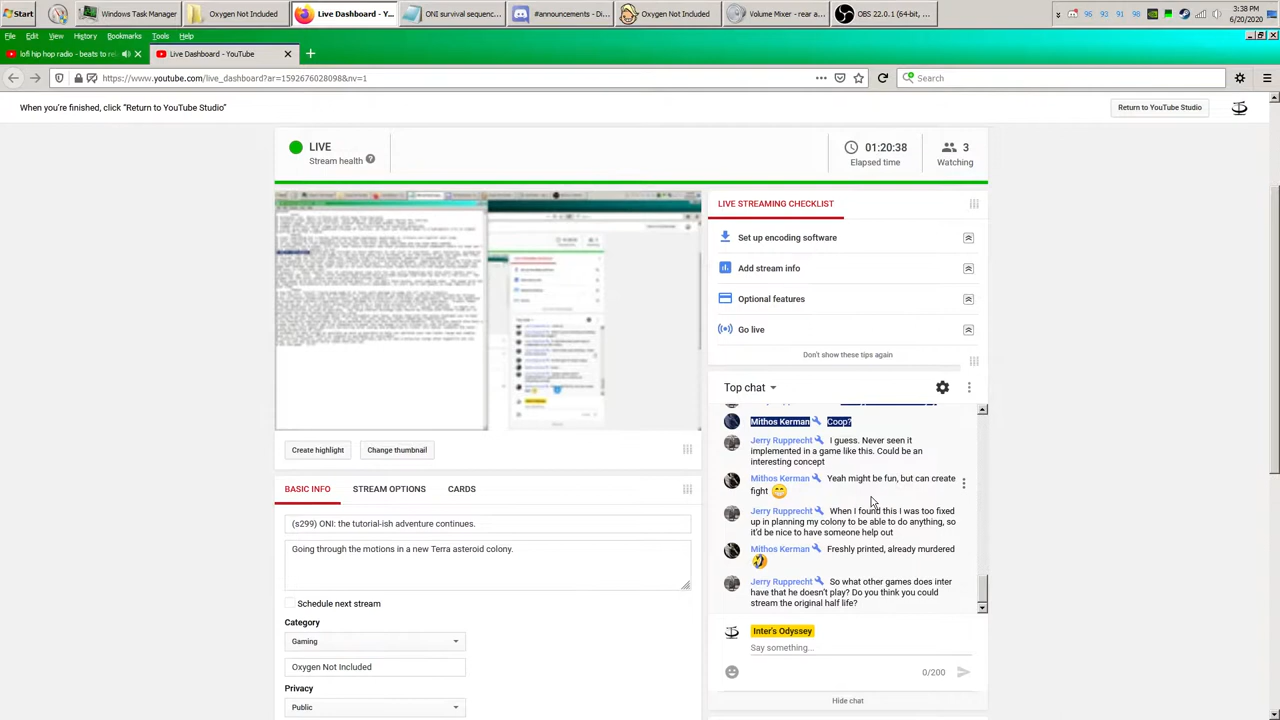 Start
Windows Task Manager
Oxygen Not Included
Live Dashboard - Y...
ONI survival sequenc...
#announcements - Di...
Oxygen Not Included
Volume Mixer - rear a...
OBS 22.0.1 (64-bit, ...
96 93 91 98
3:38 PM
6/20/2020
File Edit View History Bookmarks Tools Help
lofi hip hop radio - beats to rel
Live Dashboard - YouTube
https://www.youtube.com/live_dashboard?ar=1592676028098&nv=1
Search
When you're finished, click "Return to YouTube Studio"
Return to YouTube Studio
LIVE
Stream health
01:20:38
Elapsed time
3
Watching
LIVE STREAMING CHECKLIST
Set up encoding software
Add stream info
Optional features
Go live
Don't show these tips again
Create highlight
Change thumbnail
Top chat
Mithos Kerman Coop?
Jerry Rupprecht I guess. Never seen it
implemented in a game like this. Could be an
interesting concept
Mithos Kerman Yeah might be fun, but can create
fight 😁
Jerry Rupprecht When I found this I was too fixed
up in planning my colony to be able to do anything, so
it'd be nice to have someone help out
Mithos Kerman Freshly printed, already murdered
🤣
Jerry Rupprecht So what other games does inter
have that he doesn't play? Do you think you could
stream the original half life?
Inter's Odyssey
Say something...
0/200
Hide chat
BASIC INFO
STREAM OPTIONS
CARDS
(s299) ONI: the tutorial-ish adventure continues.
Going through the motions in a new Terra asteroid colony.
Schedule next stream
Category
Gaming
Oxygen Not Included
Privacy
Public